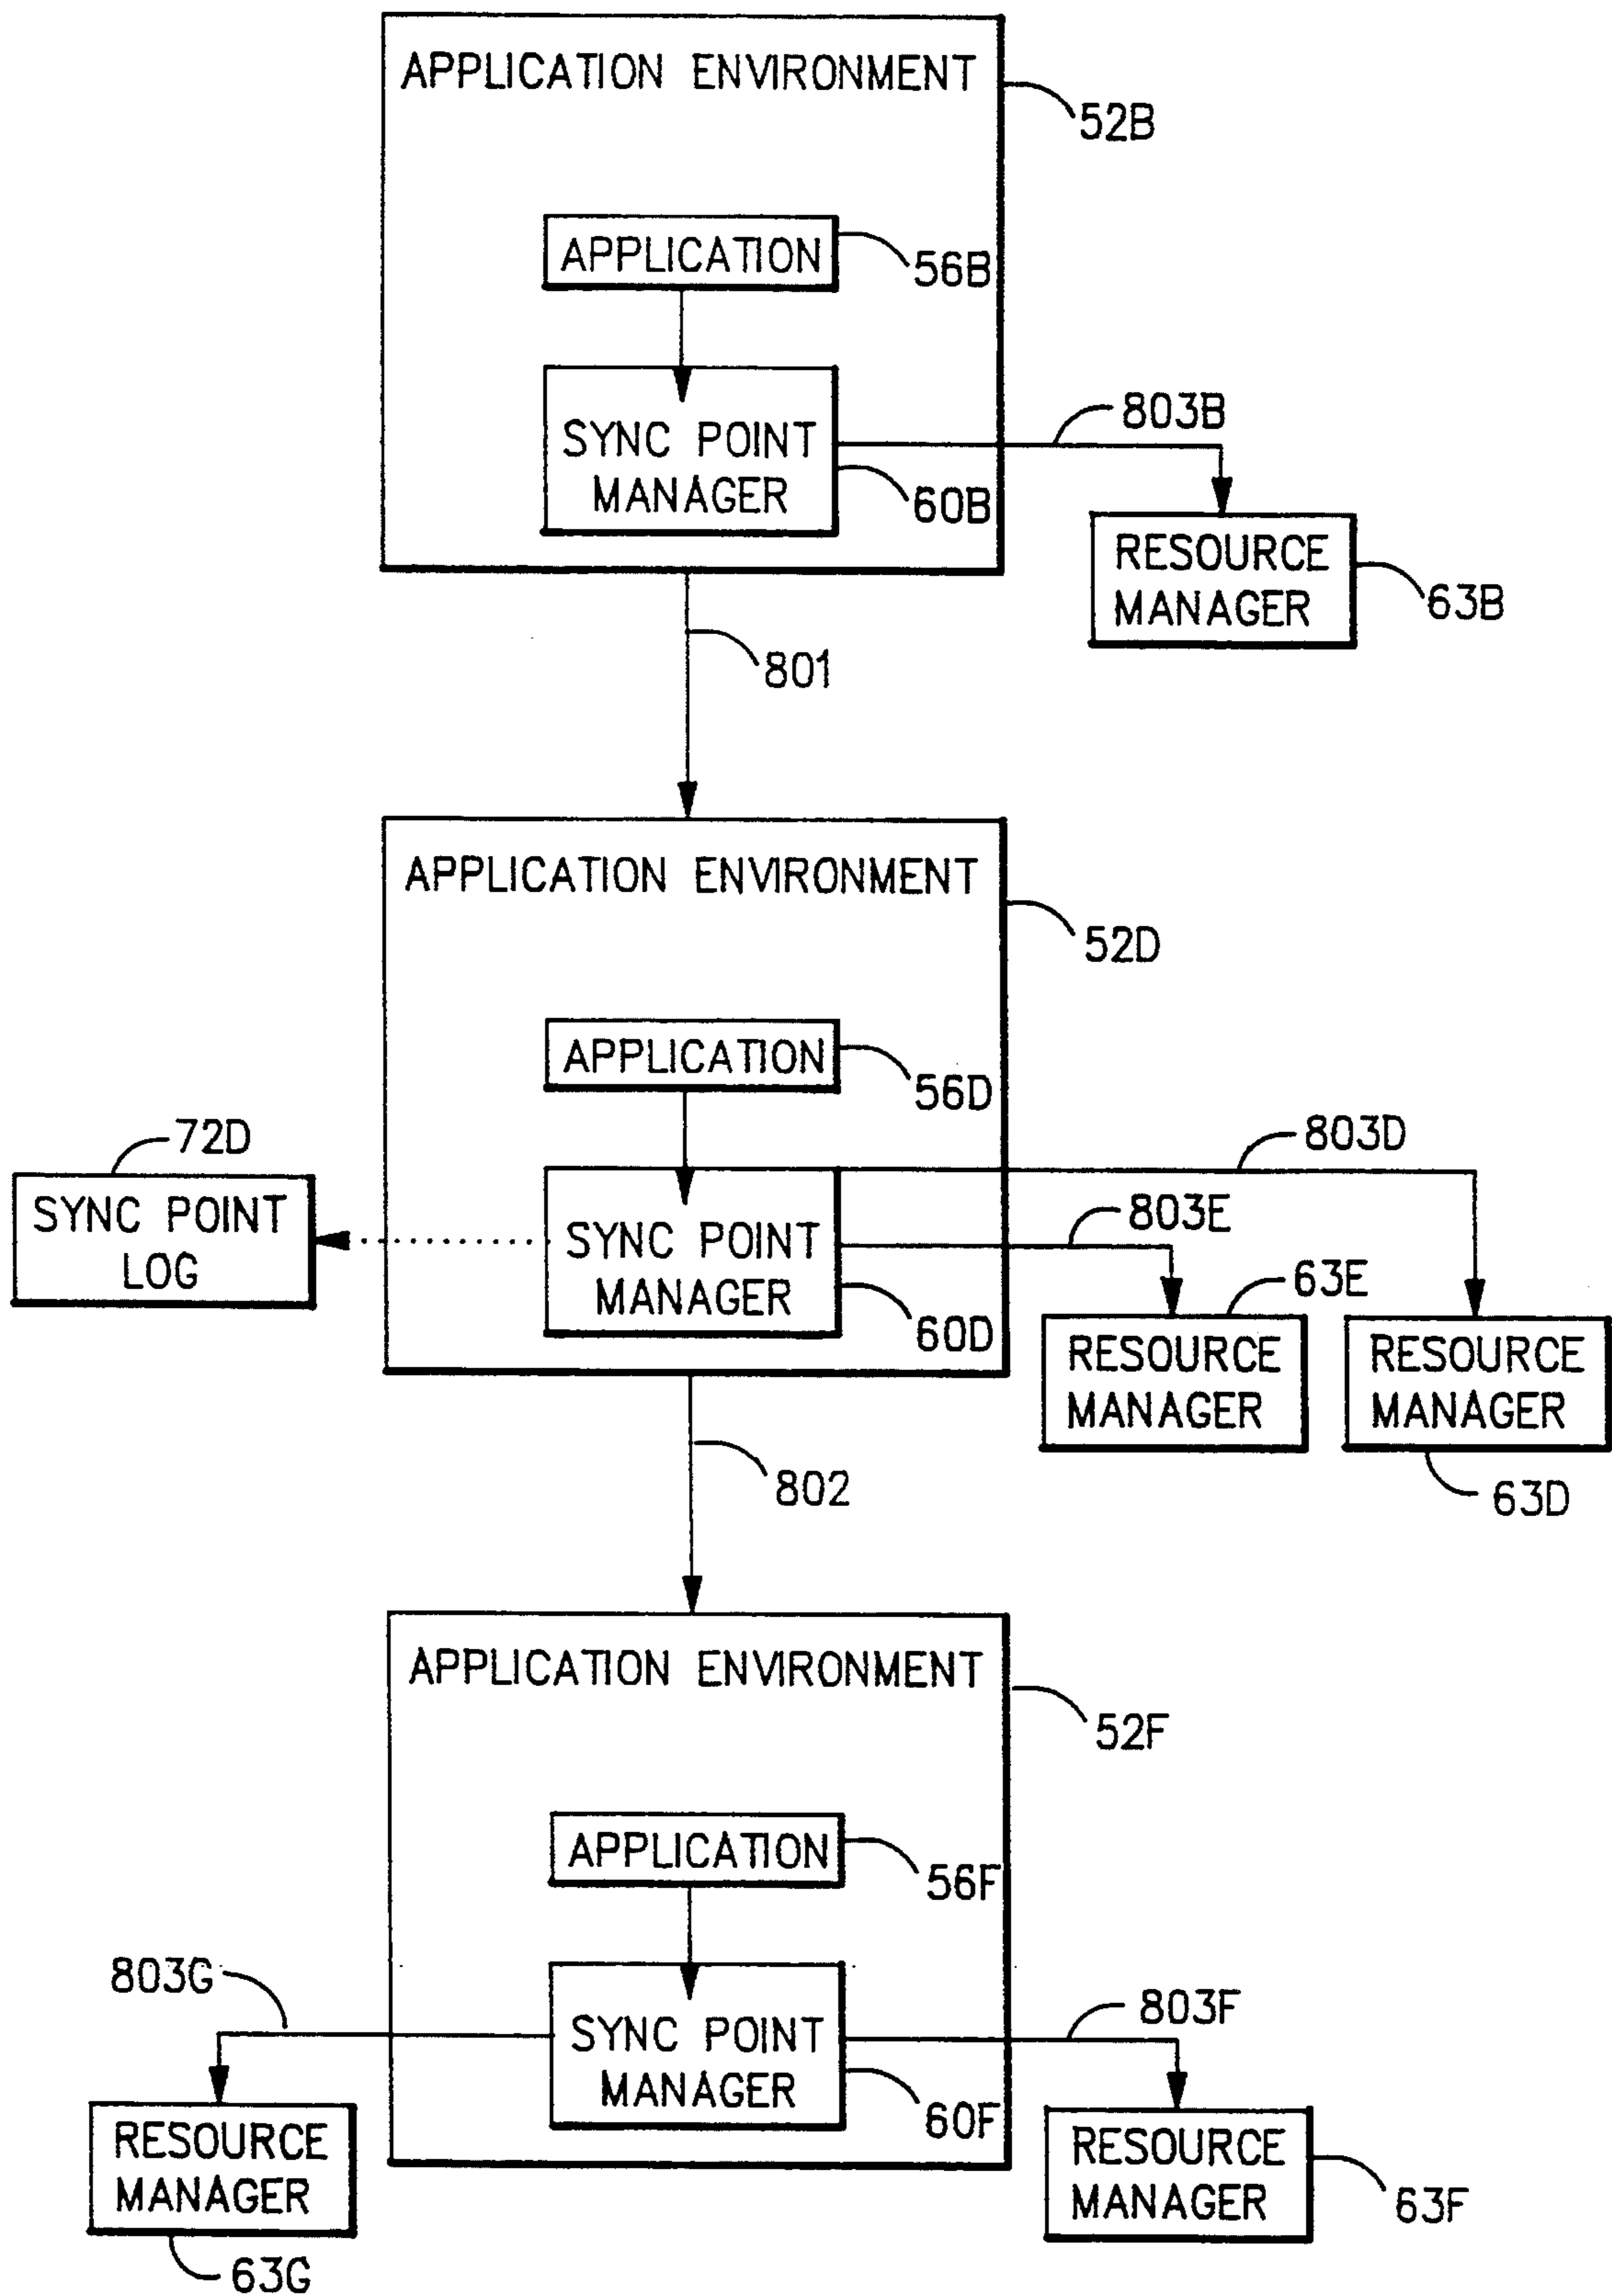 APPLICATION ENVIRONMENT
52B
APPLICATION
56B
803B
SYNC POINT
MANAGER
60B
RESOURCE
MANAGER
63B
801
APPLICATION ENVIRONMENT
52D
APPLICATION
56D
72D
803D
SYNC POINT
LOG
803E
SYNC POINT
MANAGER
60D
63E
RESOURCE
MANAGER
RESOURCE
MANAGER
63D
802
APPLICATION ENVIRONMENT
52F
APPLICATION
56F
803G
803F
SYNC POINT
MANAGER
60F
RESOURCE
MANAGER
63G
RESOURCE
MANAGER
63F